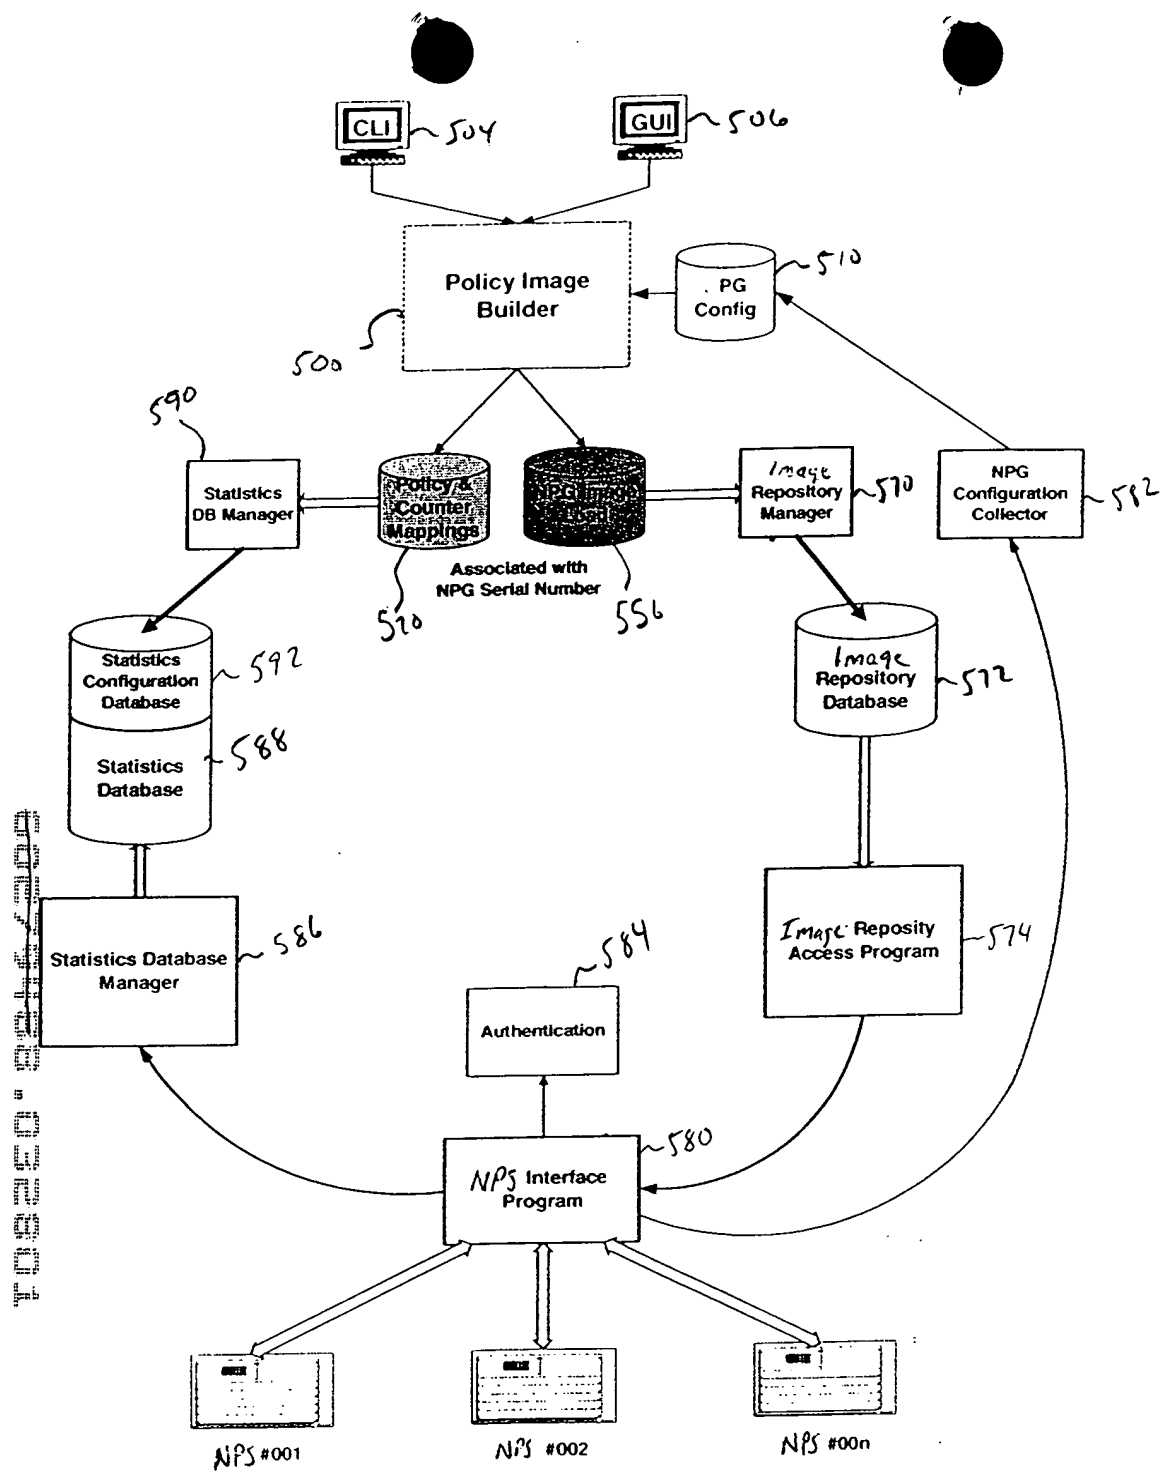 CLI
504
GUI
506
Policy Image
Builder
500
PG
Config
510
590
Statistics
DB Manager
Policy &
Counter
Mappings
NPG Image
Associated with
NPG Serial Number
570
556
Image
Repository
Manager
570
NPG
Configuration
Collector
582
Statistics
Configuration
Database
592
Statistics
Database
588
Image
Repository
Database
572
Statistics Database
Manager
586
584
Authentication
Image Reposity
Access Program
574
NPS Interface
Program
580
NPS #001
NPS #002
NPS #00n